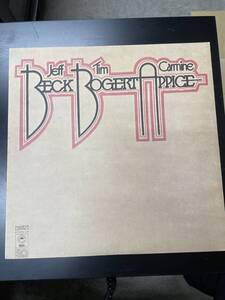 Jeff Tim Carmine
BECK BOGERT APPICE